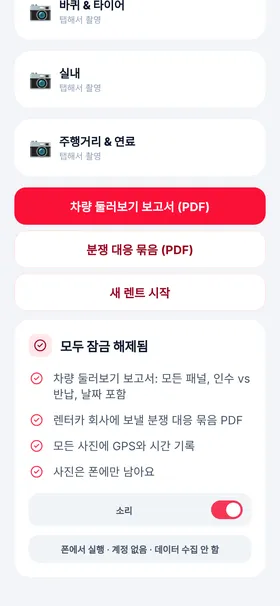 바퀴 & 타이어
탭해서 촬영
실내
탭해서 촬영
주행거리 & 연료
탭해서 촬영
차량 둘러보기 보고서 (PDF)
분쟁 대응 묶음 (PDF)
새 렌트 시작
모두 잠금 해제됨
차량 둘러보기 보고서: 모든 패널, 인수 vs
반납, 날짜 포함
렌터카 회사에 보낼 분쟁 대응 묶음 PDF
모든 사진에 GPS와 시간 기록
사진은 폰에만 남아요
소리
폰에서 실행 · 계정 없음 · 데이터 수집 안 함